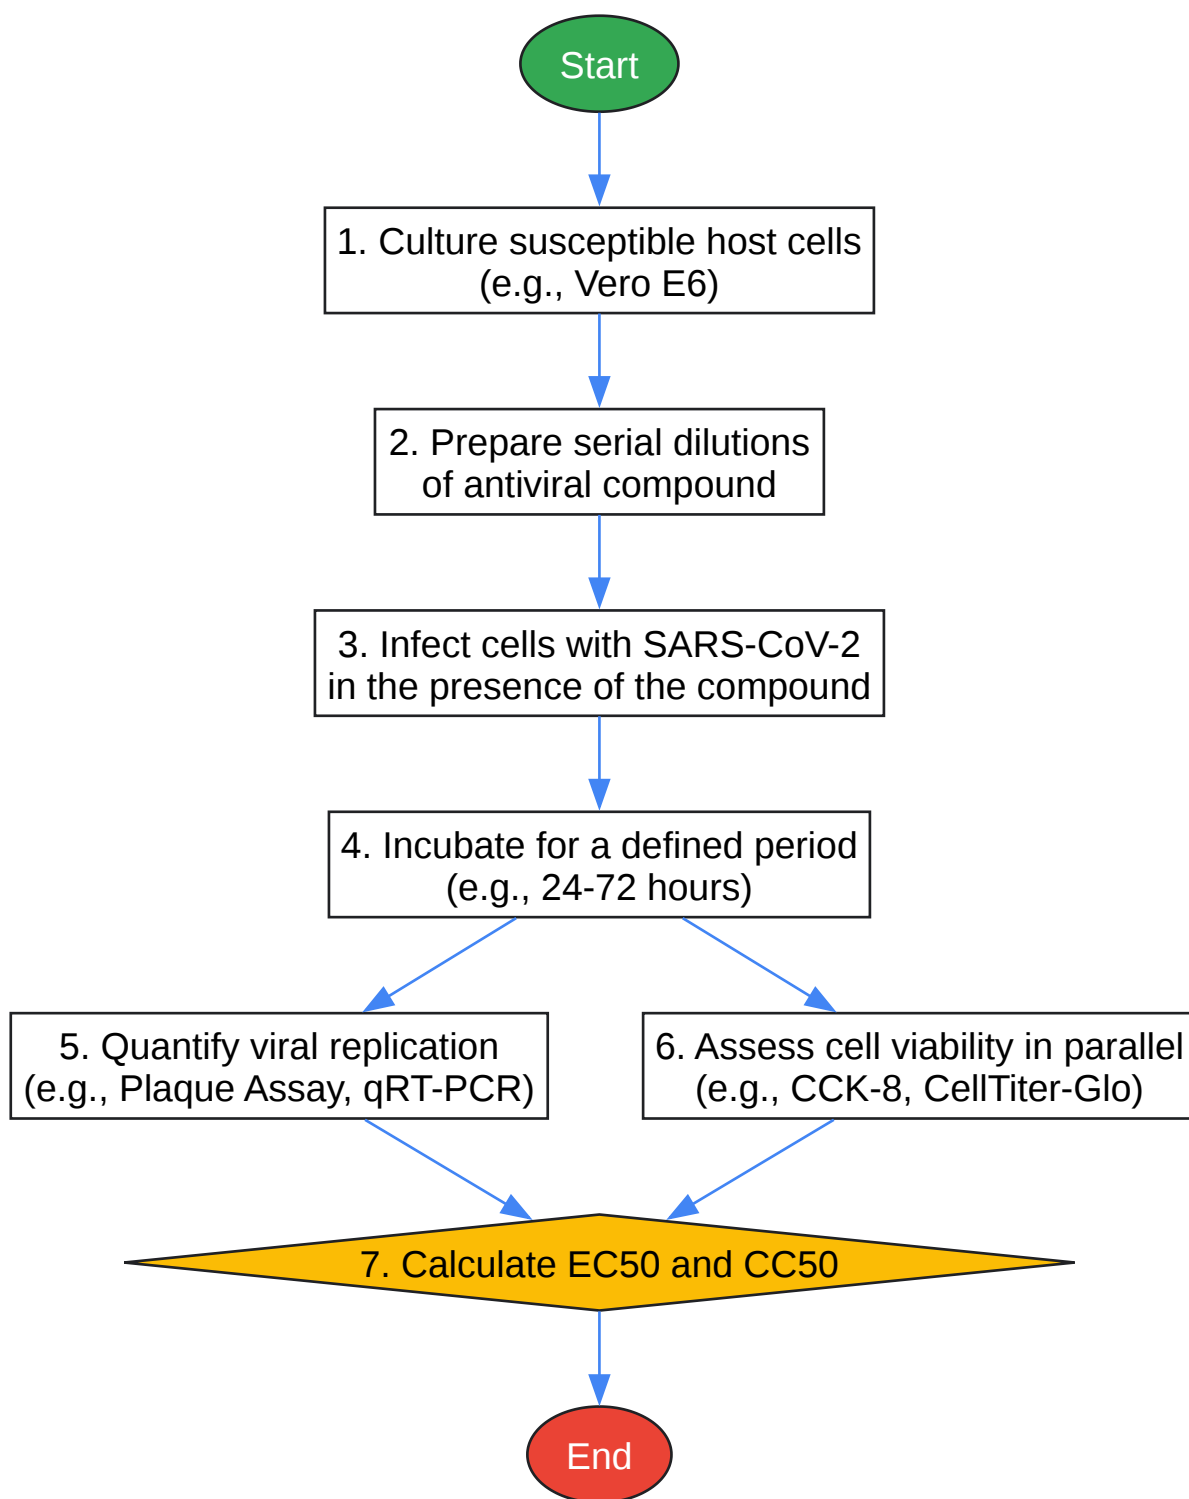 Start
1. Culture susceptible host cells
(e.g., Vero E6)
2. Prepare serial dilutions
of antiviral compound
3. Infect cells with SARS-CoV-2
in the presence of the compound
4. Incubate for a defined period
(e.g., 24-72 hours)
5. Quantify viral replication
(e.g., Plaque Assay, qRT-PCR)
6. Assess cell viability in parallel
(e.g., CCK-8, CellTiter-Glo)
7. Calculate EC50 and CC50
End